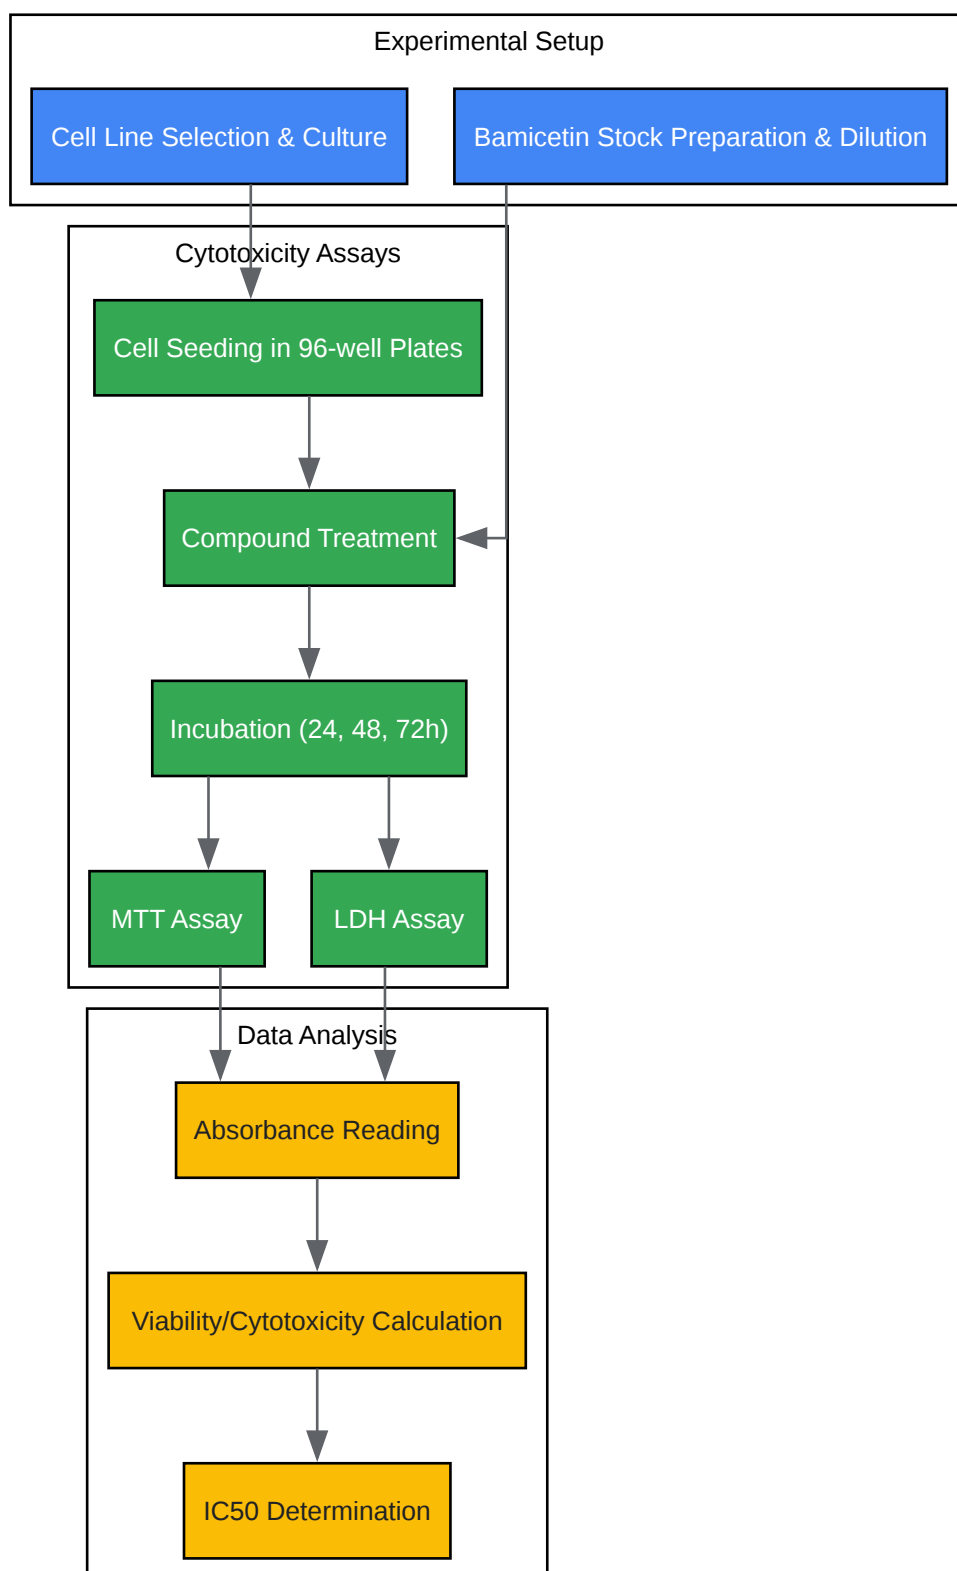 Experimental Setup
Cell Line Selection & Culture
Bamicetin Stock Preparation & Dilution
Cytotoxicity Assays
Cell Seeding in 96-well Plates
Compound Treatment
Incubation (24, 48, 72h)
MTT Assay
LDH Assay
Data Analysis
Absorbance Reading
Viability/Cytotoxicity Calculation
IC50 Determination